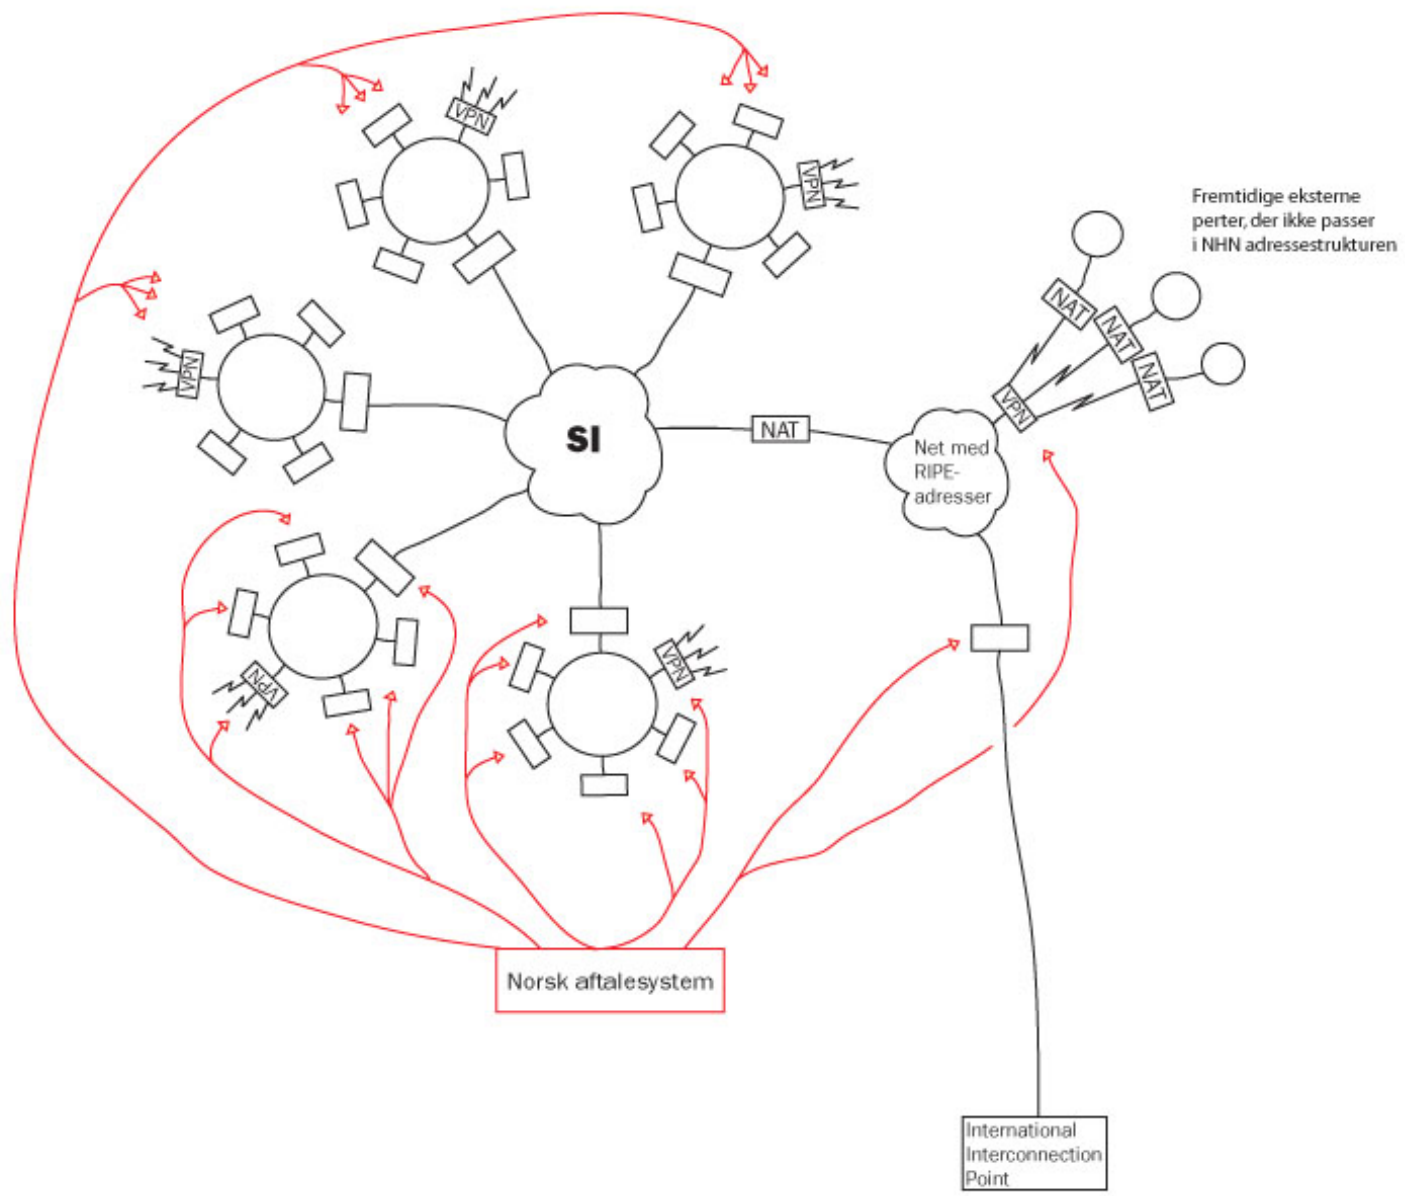 VPN
VPN
Fremtidige eksterne
perter, der ikke passer
i NHN adressestrukturen
NAT
NAT
NAT
VPN
VPN
SI
NAT
Net med
RIPE-
adresser
VPN
VPN
Norsk aftalesystem
International
Interconnection
Point